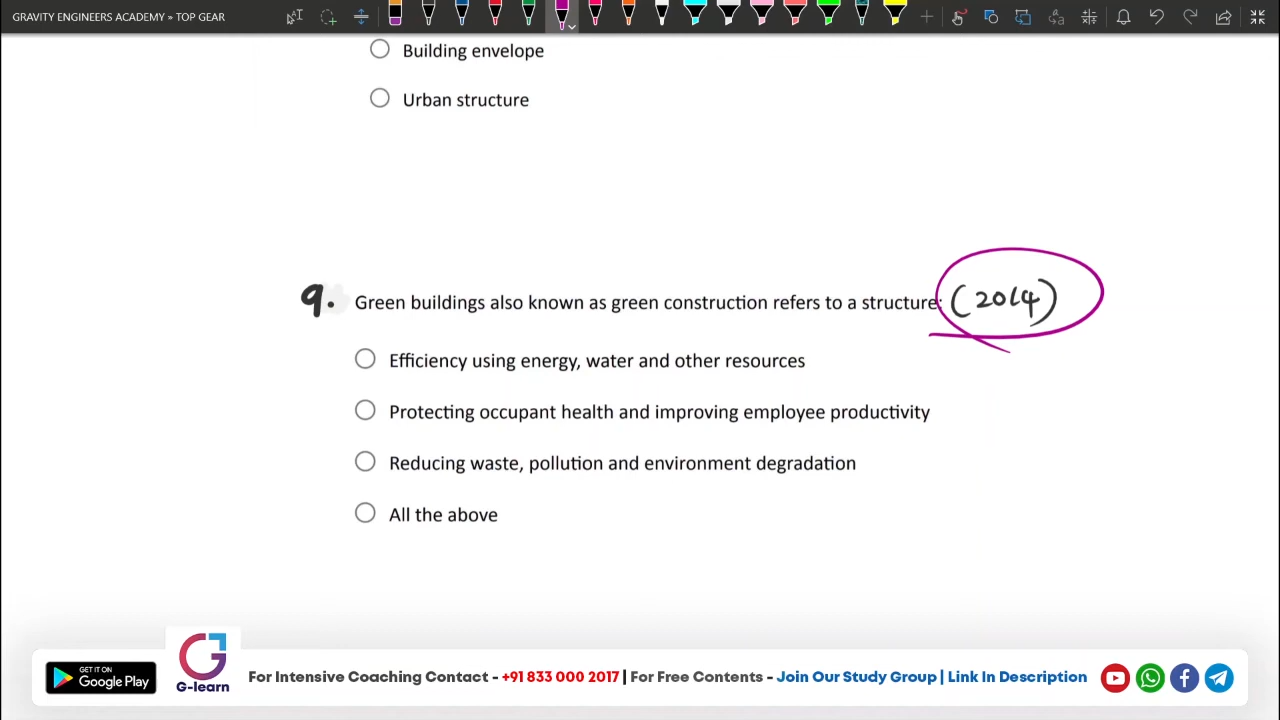 GRAVITY ENGINEERS ACADEMY » TOP GEAR
Building envelope
Urban structure
9. Green buildings also known as green construction refers to a structure: (2014)
Efficiency using energy, water and other resources
Protecting occupant health and improving employee productivity
Reducing waste, pollution and environment degradation
All the above
GET IT ON
Google Play
G-learn
For Intensive Coaching Contact - +91 833 000 2017 | For Free Contents - Join Our Study Group | Link In Description